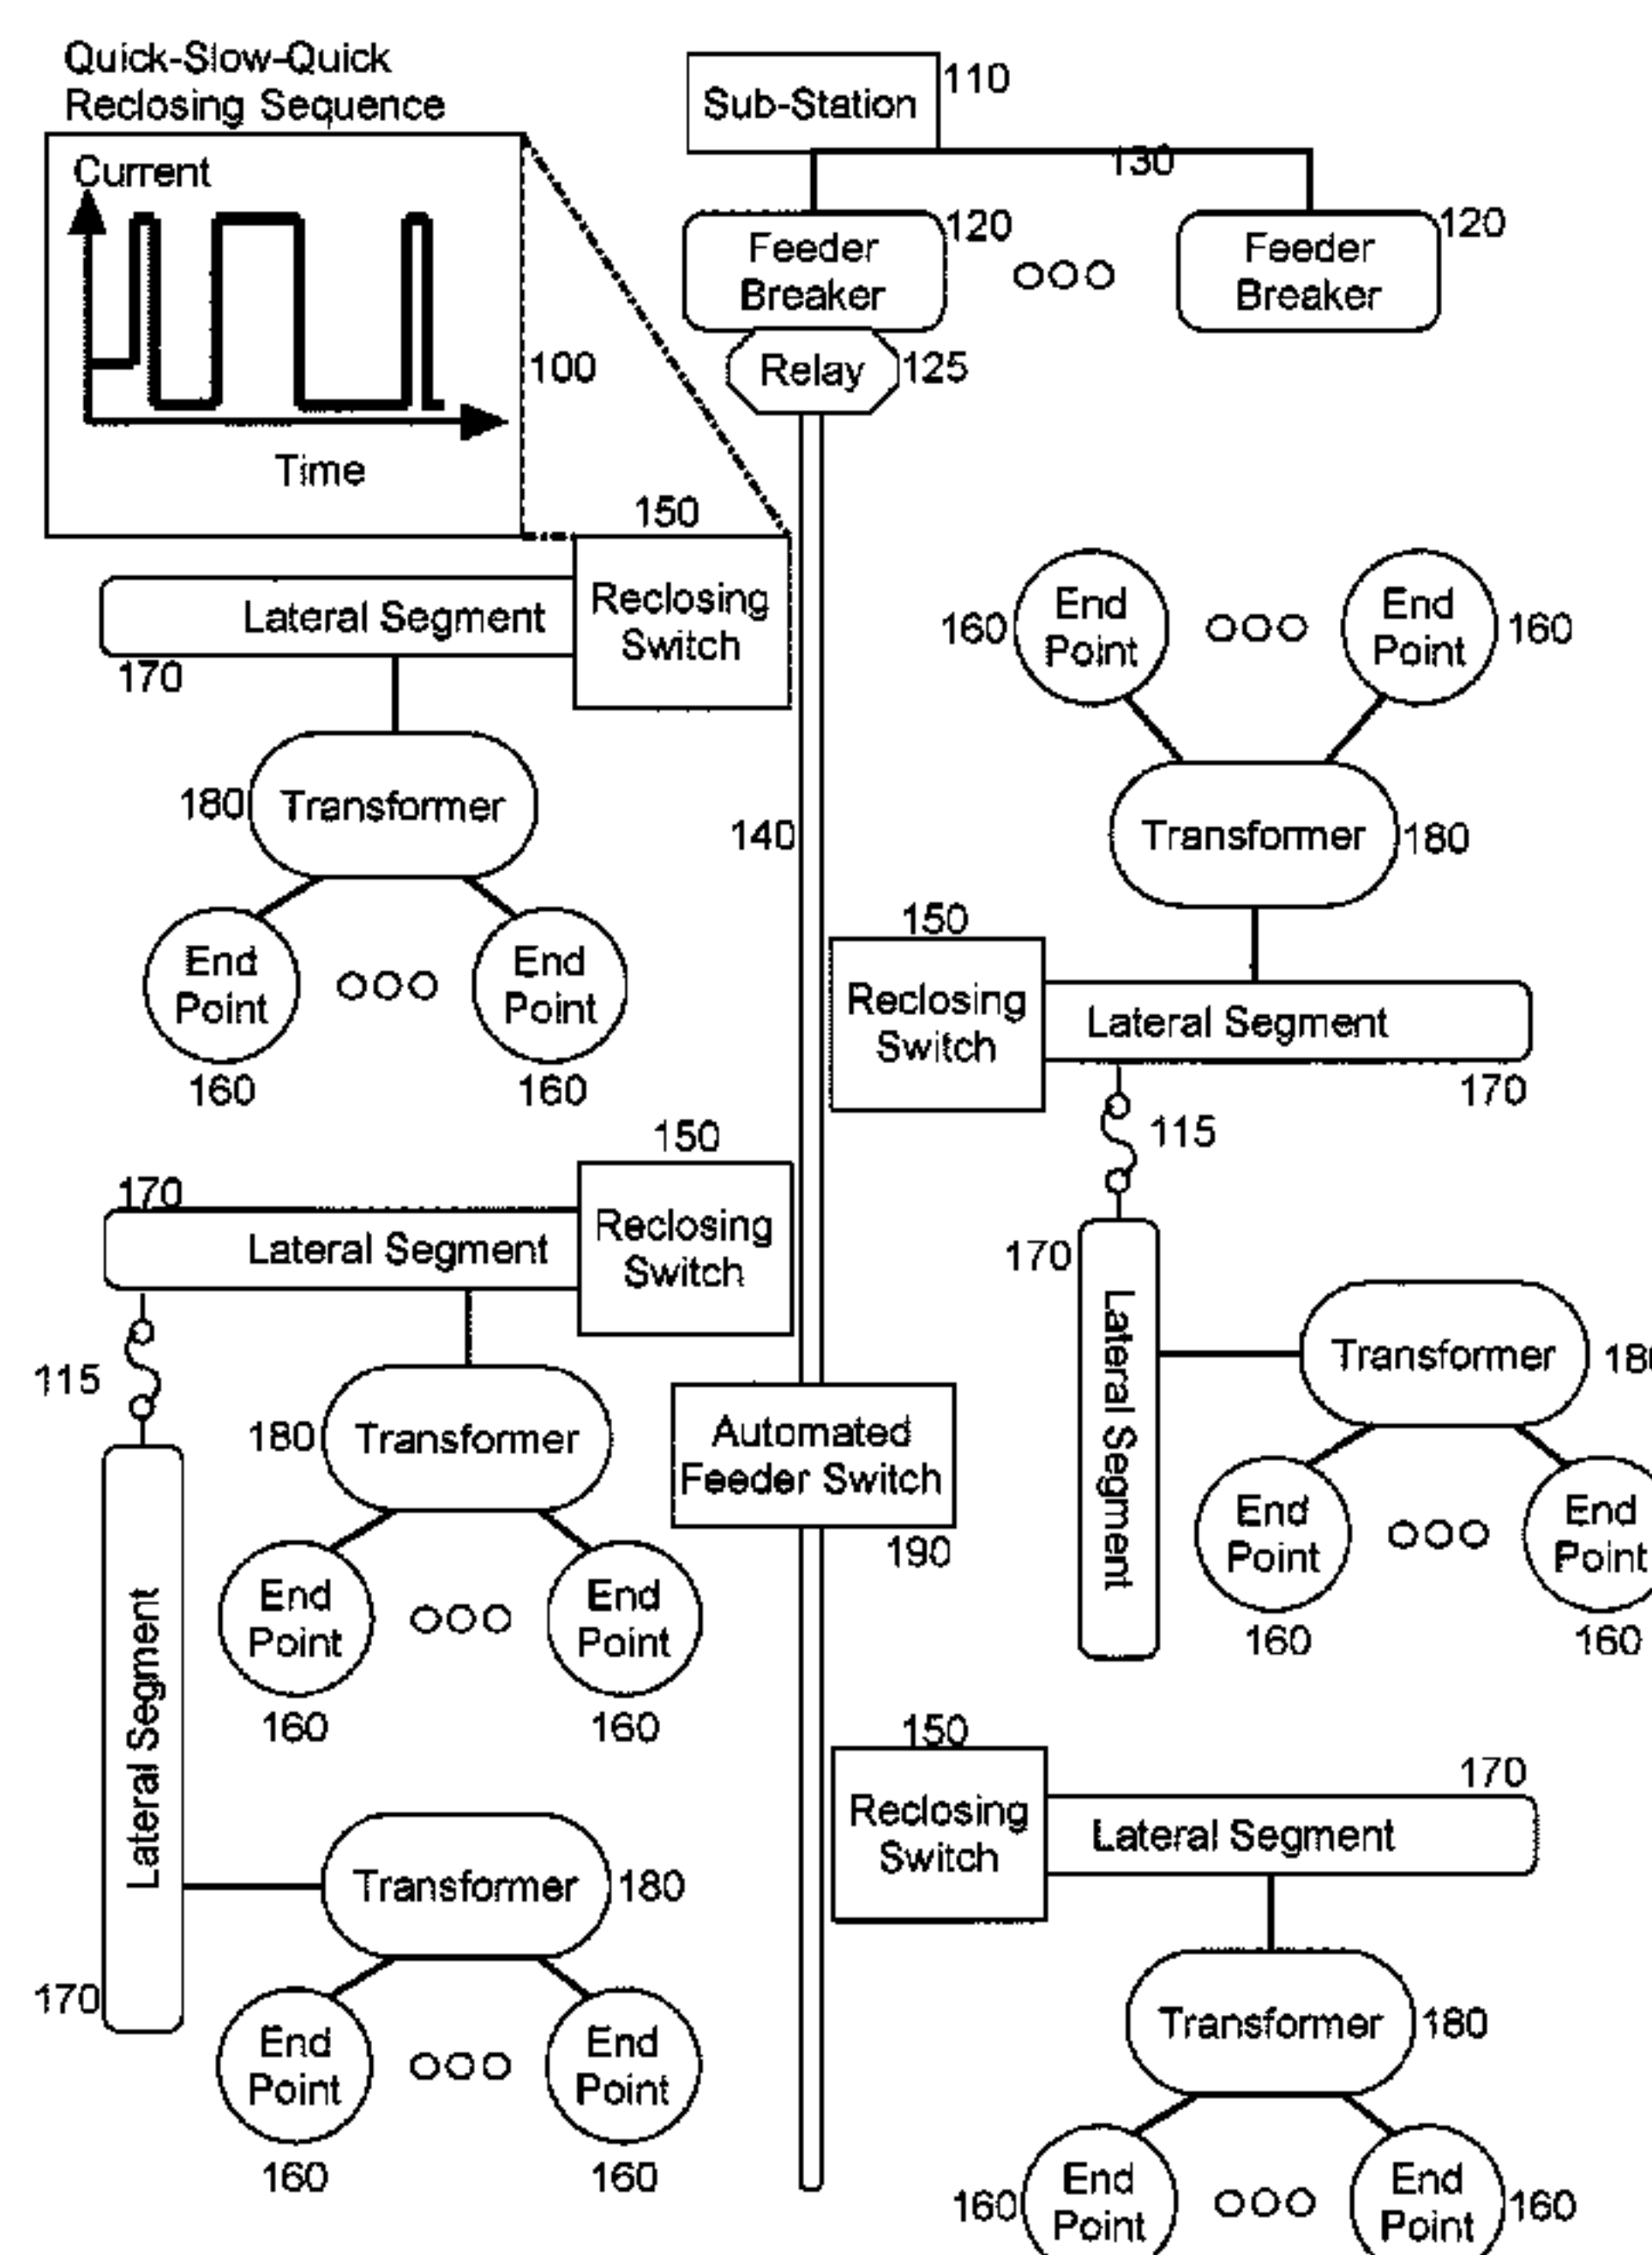 Quick-Slow-Quick
Reclosing Sequence
Current
Time
100
Sub-Station
110
130
Feeder
Breaker
120
Feeder
Breaker
120
Relay
125
150
Reclosing
Switch
Lateral Segment
170
180
Transformer
End
Point
160
End
Point
160
140
160
End
Point
End
Point
160
Transformer
180
150
Reclosing
Switch
Lateral Segment
170
115
170
Lateral Segment
Transformer
End
Point
160
End
Point
160
150
170
Lateral Segment
Reclosing
Switch
115
180
Transformer
End
Point
160
End
Point
160
Automated
Feeder Switch
190
Lateral Segment
170
Transformer
180
End
Point
160
End
Point
160
150
Reclosing
Switch
170
Lateral Segment
Transformer
180
160
End
Point
End
Point
160